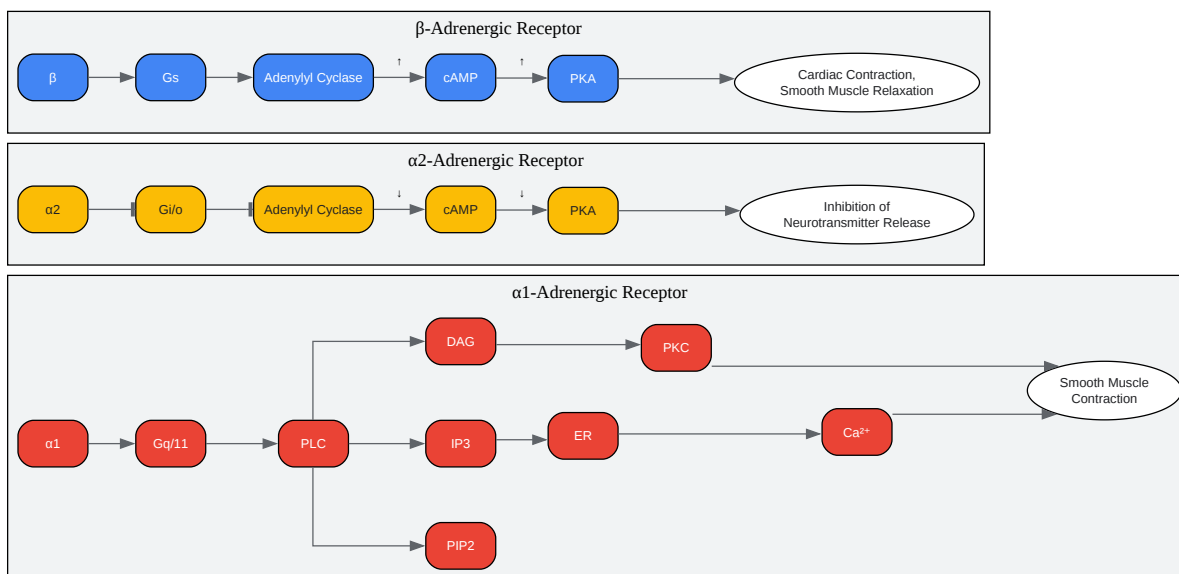 β-Adrenergic Receptor
β
Gs
Adenylyl Cyclase
↑
cAMP
↑
PKA
Cardiac Contraction,
Smooth Muscle Relaxation
α2-Adrenergic Receptor
α2
Gi/o
Adenylyl Cyclase
↓
cAMP
↓
PKA
Inhibition of
Neurotransmitter Release
α1-Adrenergic Receptor
DAG
PKC
Smooth Muscle
Contraction
α1
Gq/11
PLC
IP3
ER
Ca²⁺
PIP2